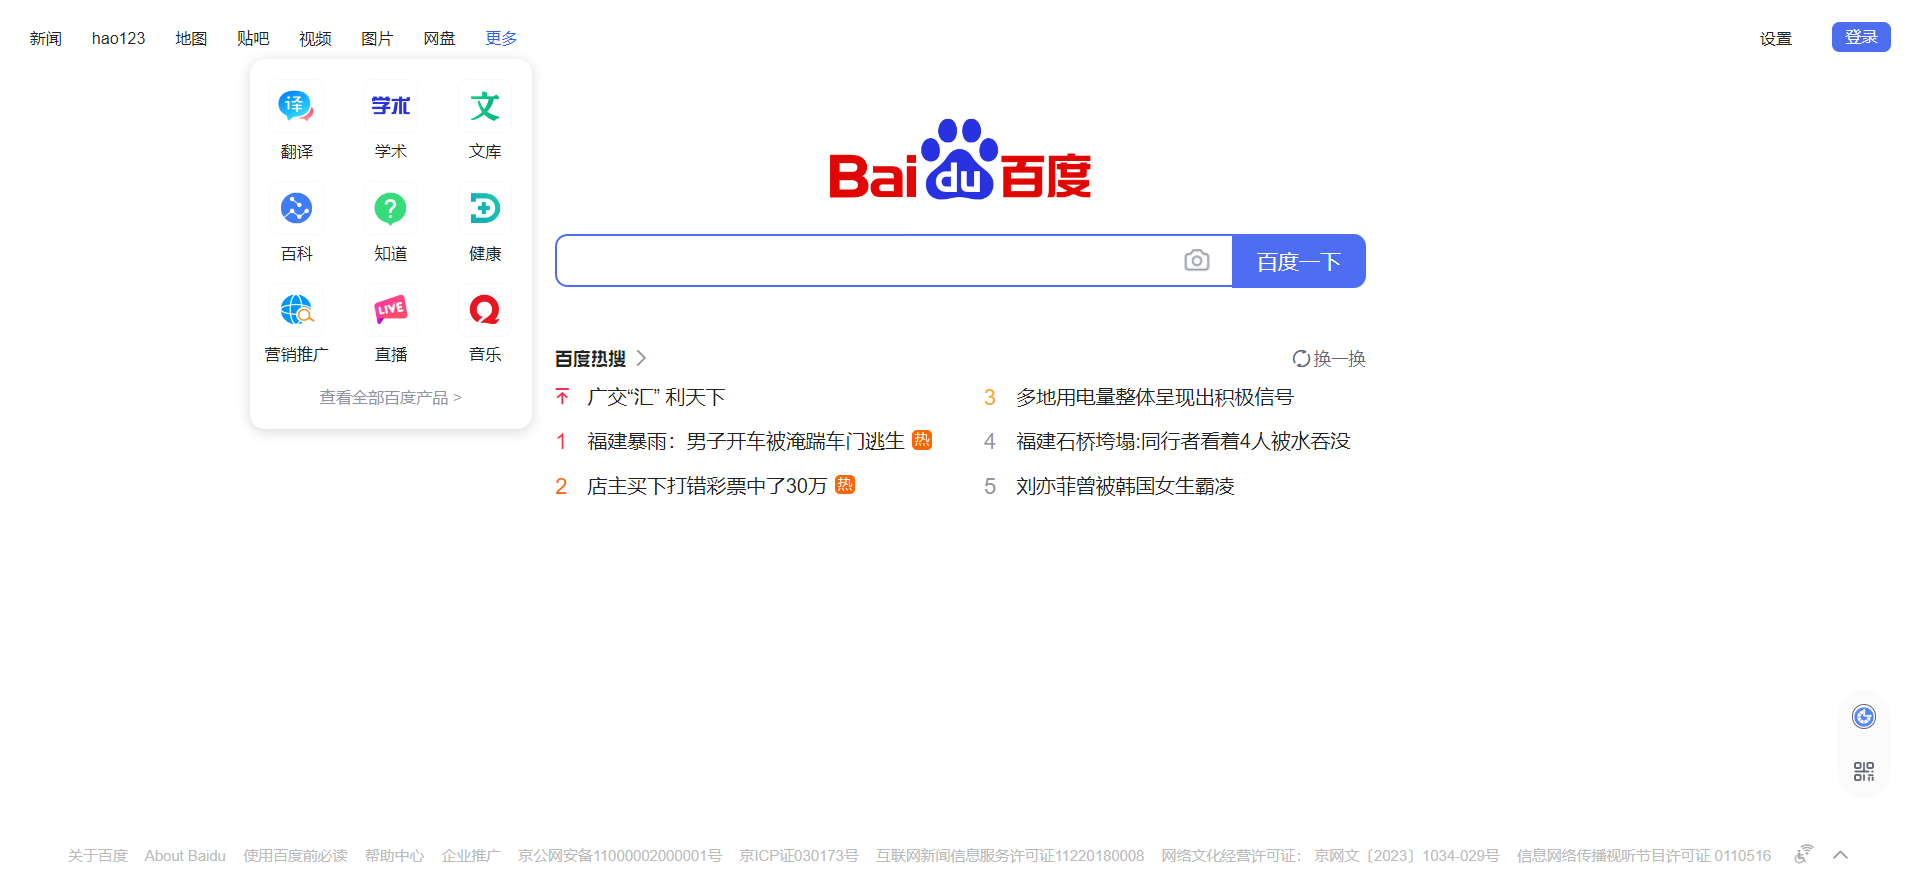 新闻 hao123 地图 贴吧 视频 图片 网盘 更多 设置 登录
译 学术 文
翻译 学术 文库
?
百科 知道 健康
LIVE
营销推广 直播 音乐
查看全部百度产品 >
Bai du 百度
百度一下
百度热搜 换一换
广交“汇” 利天下
1 福建暴雨：男子开车被淹踹车门逃生 热
2 店主买下打错彩票中了30万 热
3 多地用电量整体呈现出积极信号
4 福建石桥垮塌:同行者看着4人被水吞没
5 刘亦菲曾被韩国女生霸凌
关于百度 About Baidu 使用百度前必读 帮助中心 企业推广 京公网安备11000002000001号 京ICP证030173号 互联网新闻信息服务许可证11220180008 网络文化经营许可证： 京网文〔2023〕1034-029号 信息网络传播视听节目许可证 0110516